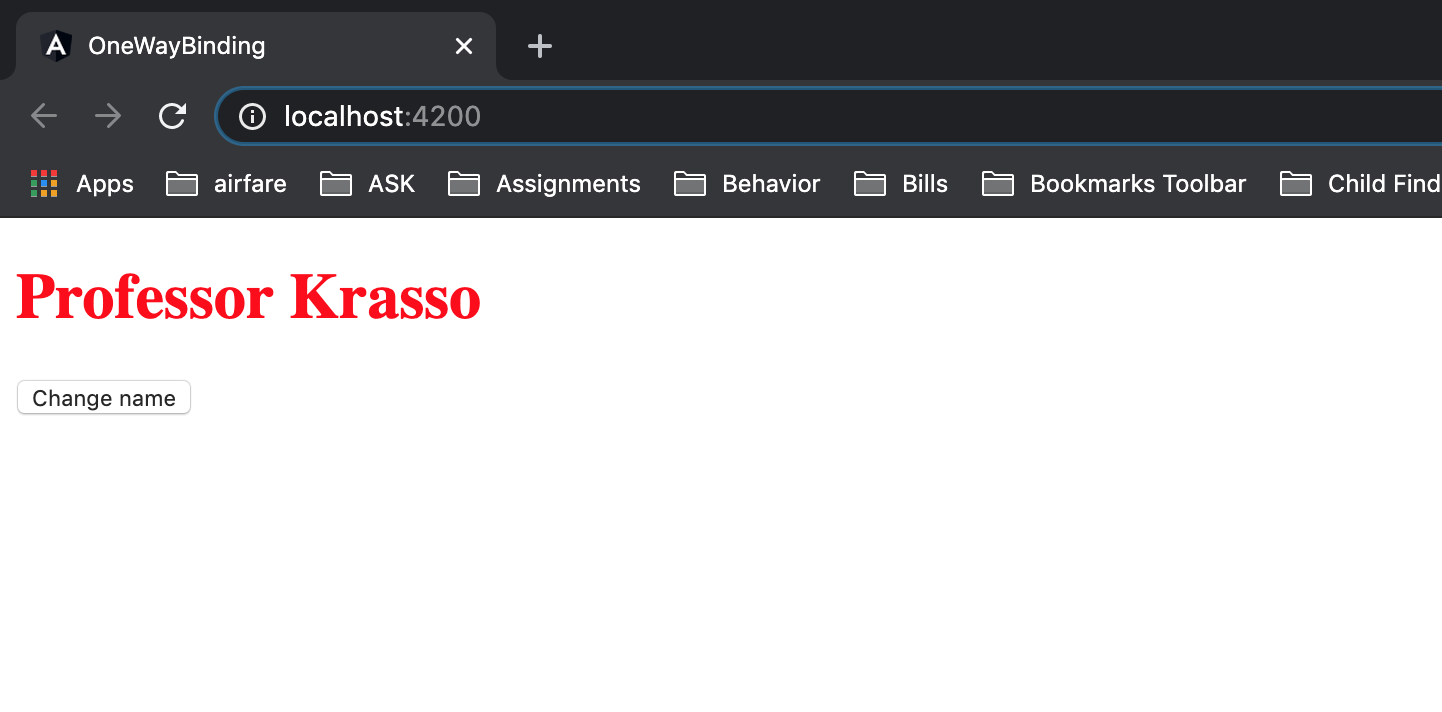 OneWayBinding
localhost:4200
Apps airfare ASK Assignments Behavior Bills Bookmarks Toolbar Child Find
Professor Krasso
Change name